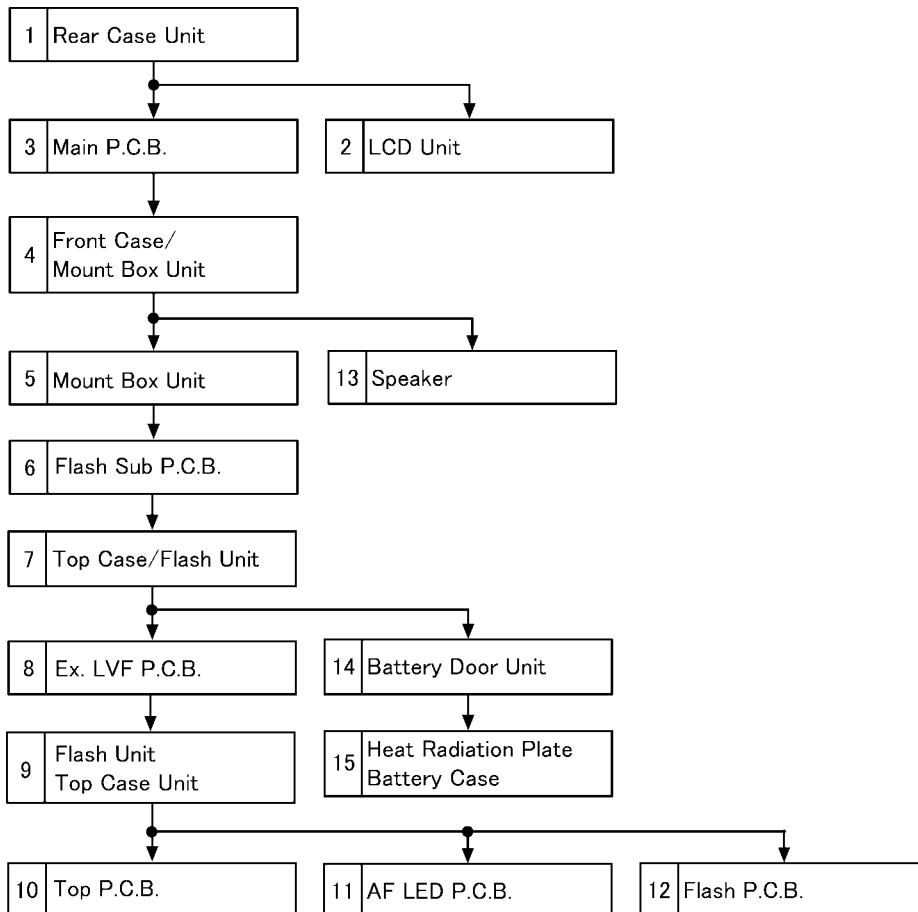 1 Rear Case Unit
3 Main P.C.B.
2 LCD Unit
4 Front Case/
Mount Box Unit
5 Mount Box Unit
13 Speaker
6 Flash Sub P.C.B.
7 Top Case/Flash Unit
8 Ex. LVF P.C.B.
14 Battery Door Unit
9 Flash Unit
Top Case Unit
15 Heat Radiation Plate
Battery Case
10 Top P.C.B.
11 AF LED P.C.B.
12 Flash P.C.B.